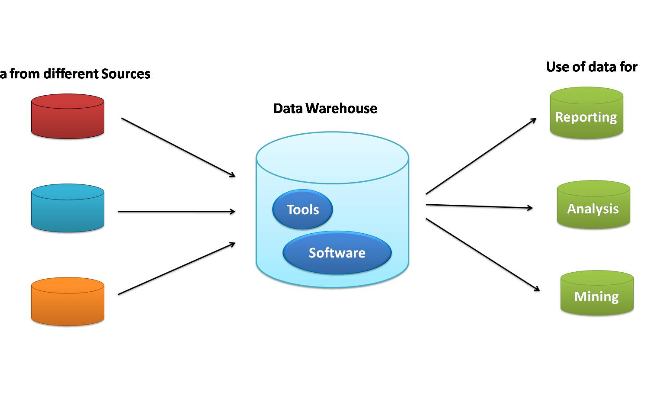 a from different Sources
Use of data for
Data Warehouse
Reporting
Tools
Analysis
Software
Mining